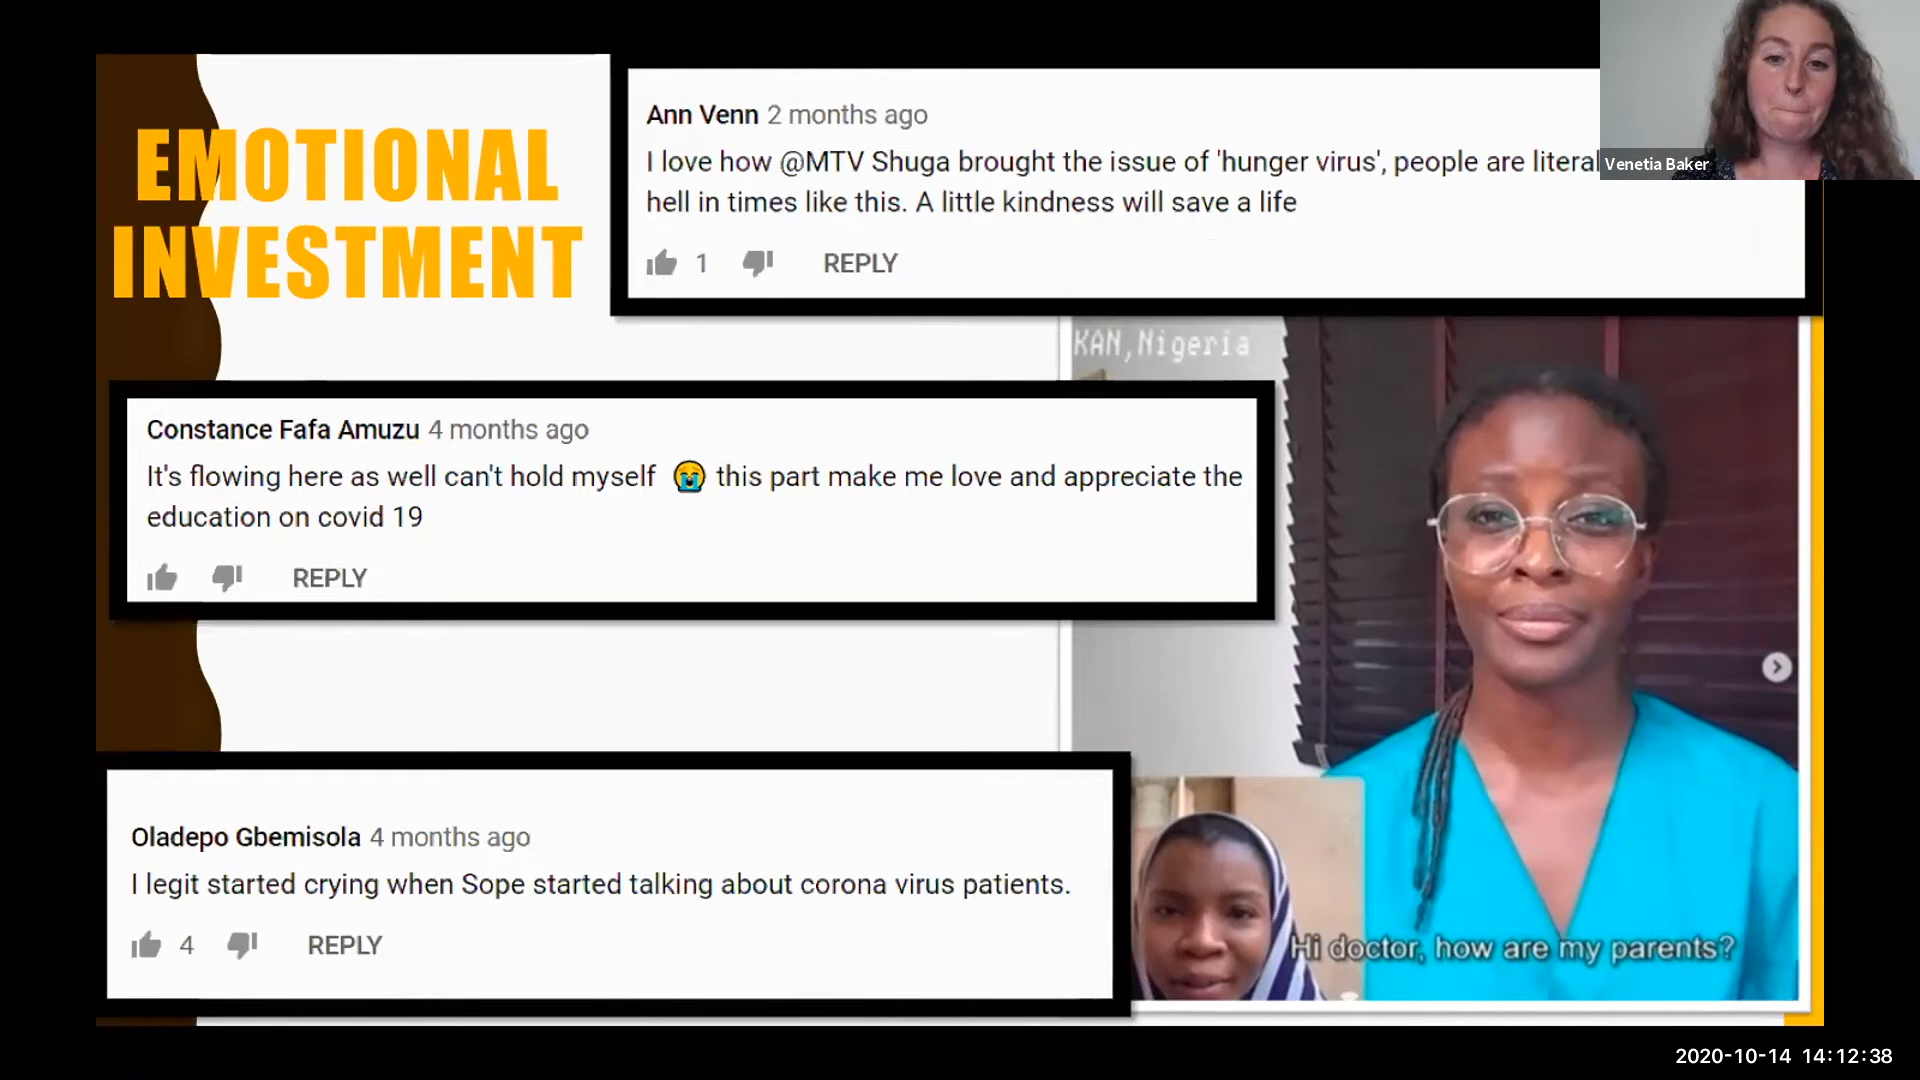 EMOTIONAL
INVESTMENT
Ann Venn 2 months ago
I love how @MTV Shuga brought the issue of 'hunger virus', people are literal
hell in times like this. A little kindness will save a life
1 REPLY
Venetia Baker
KAN,Nigeria
Constance Fafa Amuzu 4 months ago
It's flowing here as well can't hold myself 😭 this part make me love and appreciate the
education on covid 19
REPLY
Oladepo Gbemisola 4 months ago
I legit started crying when Sope started talking about corona virus patients.
4 REPLY
Hi doctor, how are my parents?
2020-10-14 14:12:38